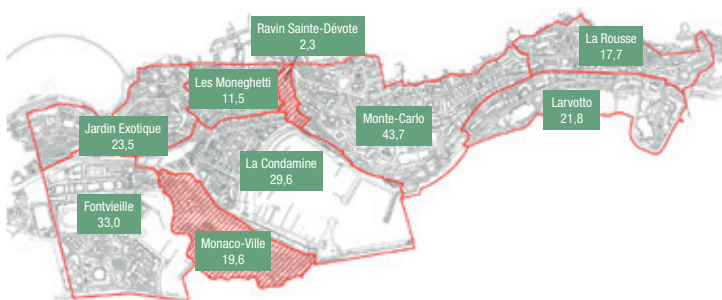 Ravin Sainte-Dévote
2,3
La Rousse
17,7
Les Moneghetti
11,5
Larvotto
21,8
Monte-Carlo
43,7
Jardin Exotique
23,5
La Condamine
29,6
Fontvieille
33,0
Monaco-Ville
19,6